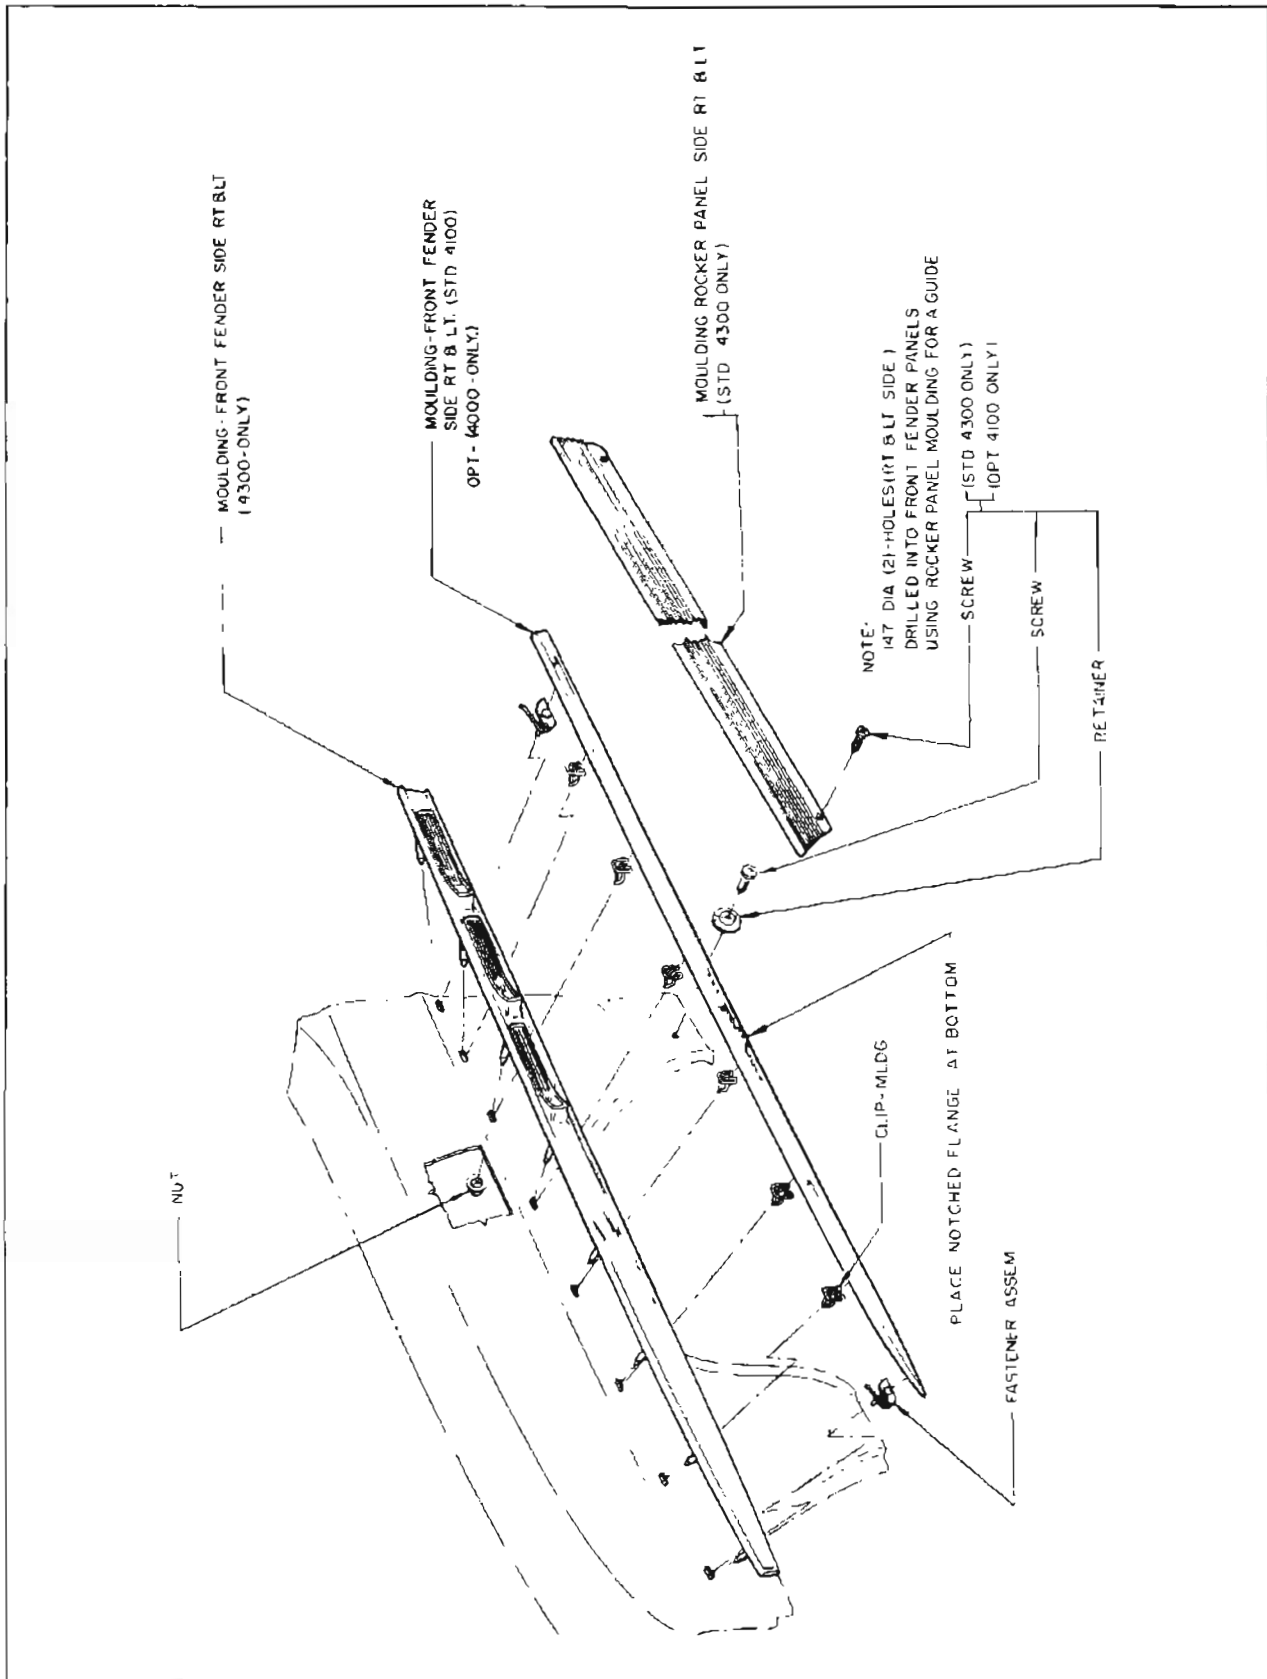 MOULDING-FRONT FENDER SIDE RT & LT
(4300-ONLY)
MOULDING-FRONT FENDER
SIDE RT & LT. (STD 4100)
OPT-(4000-ONLY.)
MOULDING ROCKER PANEL SIDE RT & LT
(STD 4300 ONLY)
NOTE-
147 DIA (2)-HOLES (RT & LT SIDE)
DRILLED INTO FRONT FENDER PANELS
USING ROCKER PANEL MOULDING FOR A GUIDE
SCREW
(STD 4300 ONLY)
(OPT 4100 ONLY)
SCREW
RETAINER
NUT
CLIP-MLDG
PLACE NOTCHED FLANGE AT BOTTOM
FASTENER ASSEM